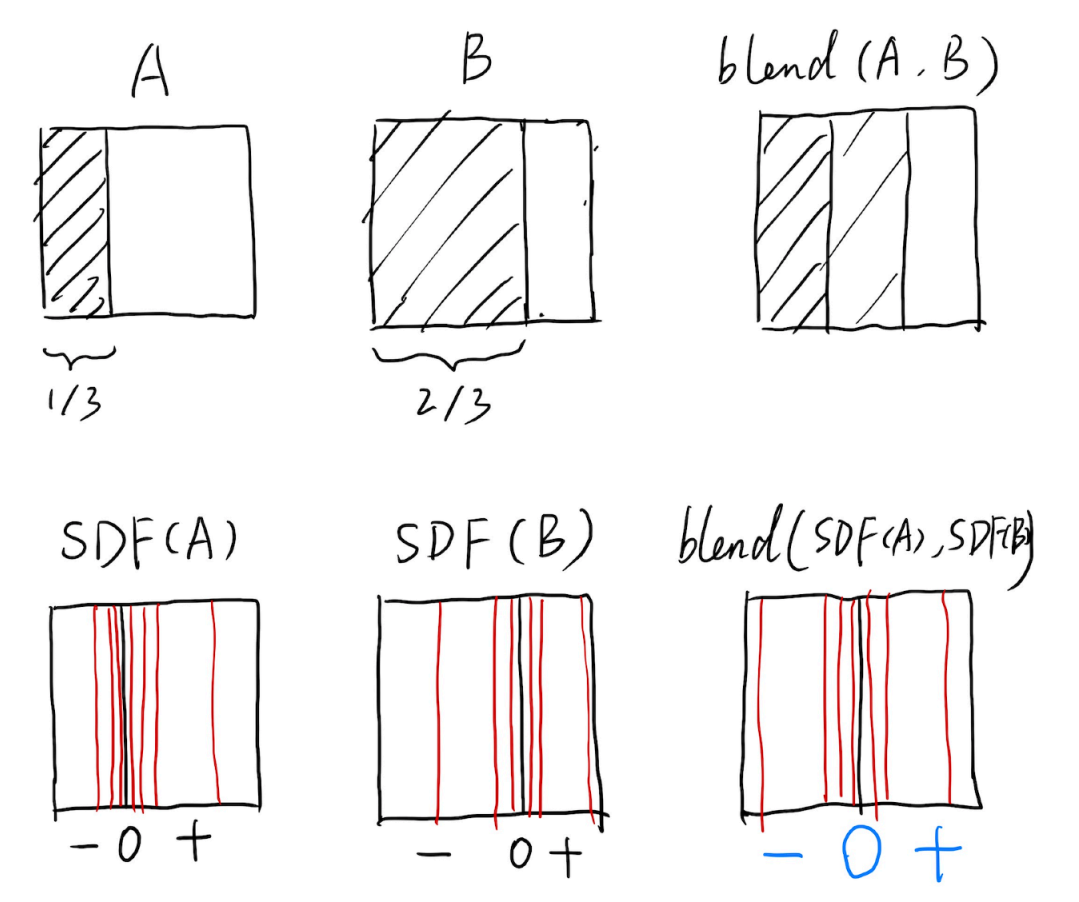 A
B
blend (A, B)
1/3
2/3
SDF(A)
SDF(B)
blend(SDF(A), SDF(B))
- 0 +
- 0 +
- 0 +